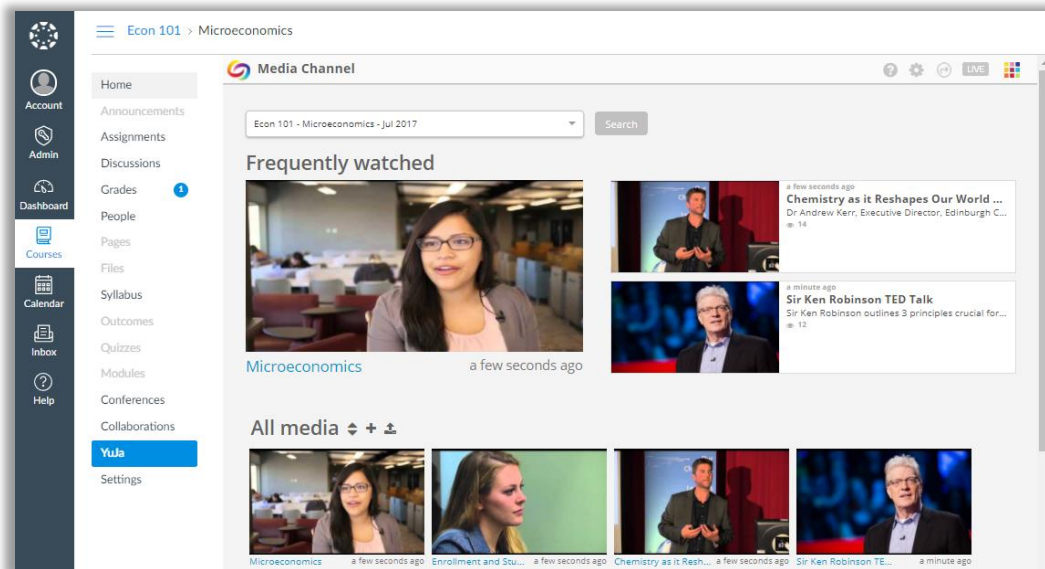 Econ 101 > Microeconomics
Account
Admin
Dashboard
Courses
Calendar
Inbox
Help
Home
Announcements
Assignments
Discussions
Grades 1
People
Pages
Files
Syllabus
Outcomes
Quizzes
Modules
Conferences
Collaborations
YuJa
Settings
Media Channel
LIVE
Econ 101 - Microeconomics - Jul 2017
Search
Frequently watched
Microeconomics a few seconds ago
a few seconds ago
Chemistry as it Reshapes Our World ...
Dr Andrew Kerr, Executive Director, Edinburgh C...
14
a minute ago
Sir Ken Robinson TED Talk
Sir Ken Robinson outlines 3 principles crucial for...
12
All media
Microeconomics a few seconds ago
Enrollment and Stu... a few seconds ago
Chemistry as it Resh... a few seconds ago
Sir Ken Robinson TE... a minute ago